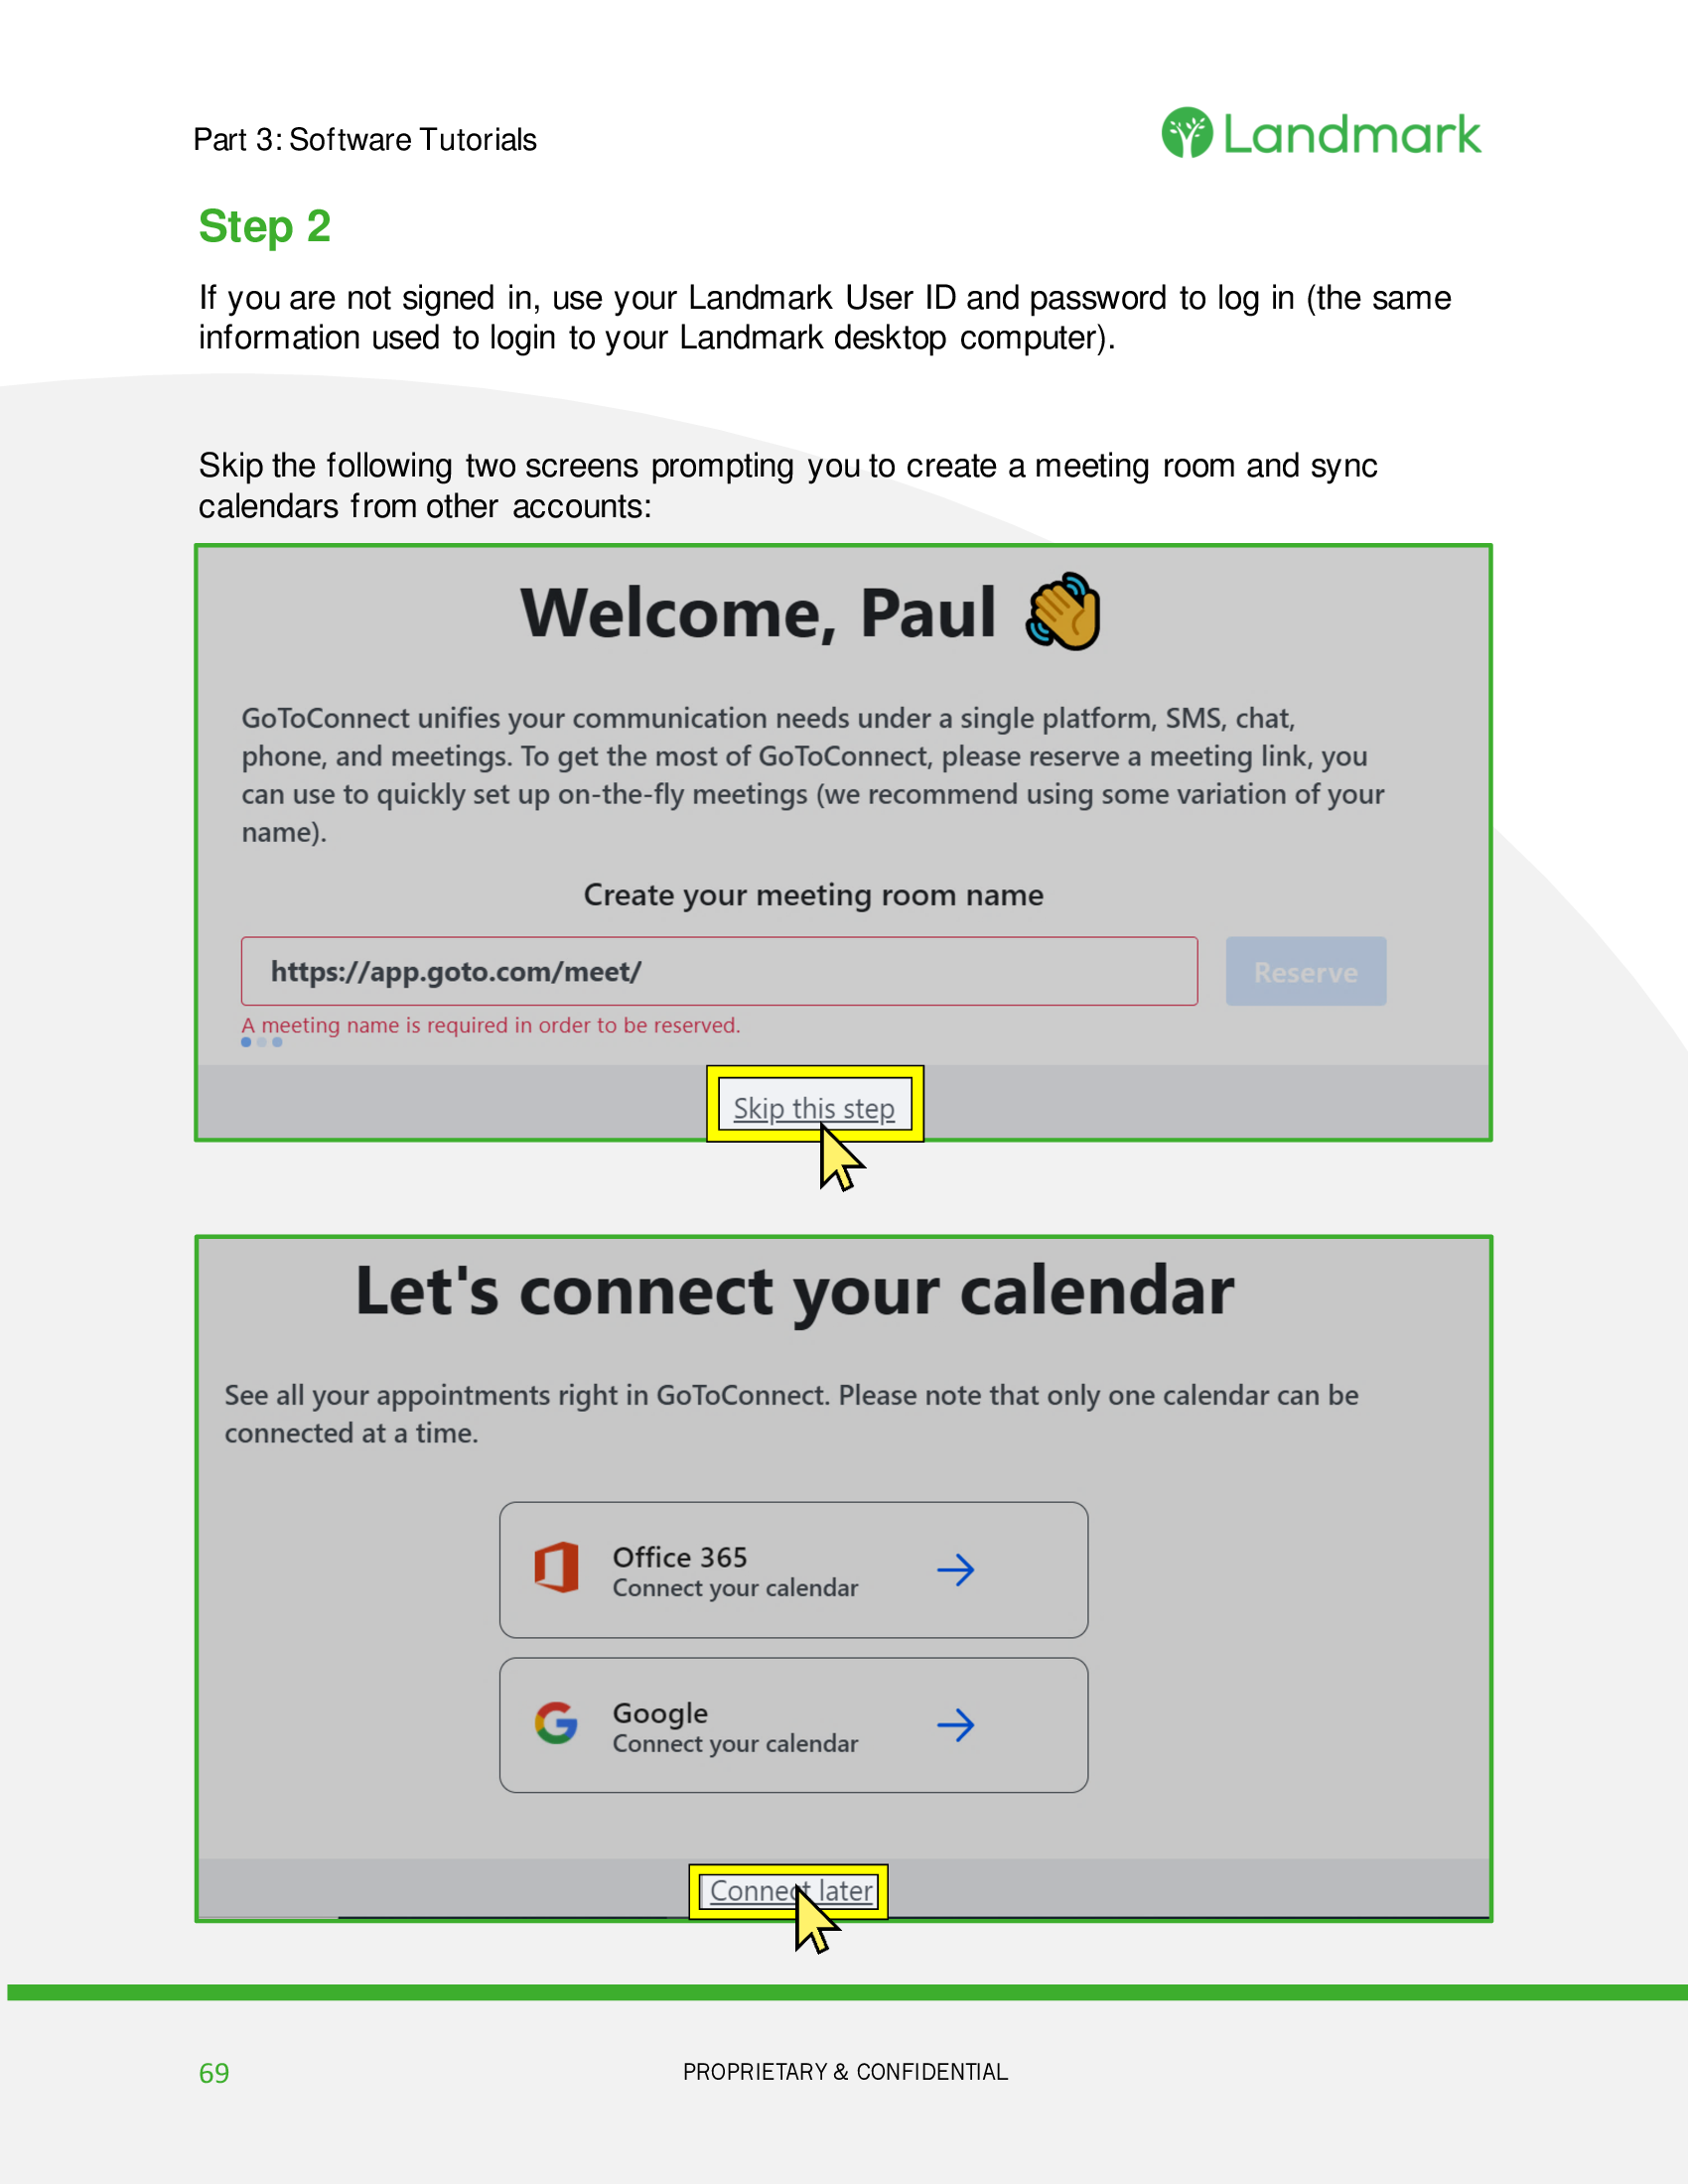 Part 3: Software Tutorials
Landmark
Step 2
If you are not signed in, use your Landmark User ID and password to log in (the same
information used to login to your Landmark desktop computer).
Skip the following two screens prompting you to create a meeting room and sync
calendars from other accounts:
Welcome, Paul
GoToConnect unifies your communication needs under a single platform, SMS, chat,
phone, and meetings. To get the most of GoToConnect, please reserve a meeting link, you
can use to quickly set up on-the-fly meetings (we recommend using some variation of your
name).
Create your meeting room name
https://app.goto.com/meet/
Reserve
A meeting name is required in order to be reserved.
Skip this step
Let's connect your calendar
See all your appointments right in GoToConnect. Please note that only one calendar can be
connected at a time.
Office 365
Connect your calendar
Google
Connect your calendar
Connect later
69
PROPRIETARY & CONFIDENTIAL